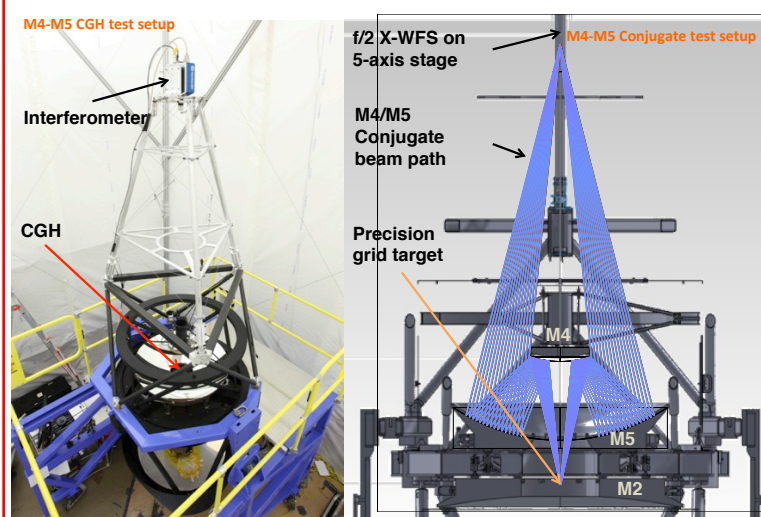 M4-M5 CGH test setup
Interferometer
CGH
f/2 X-WFS on
5-axis stage
M4-M5 Conjugate test setup
M4/M5
Conjugate
beam path
Precision
grid target
M4
M5
M2